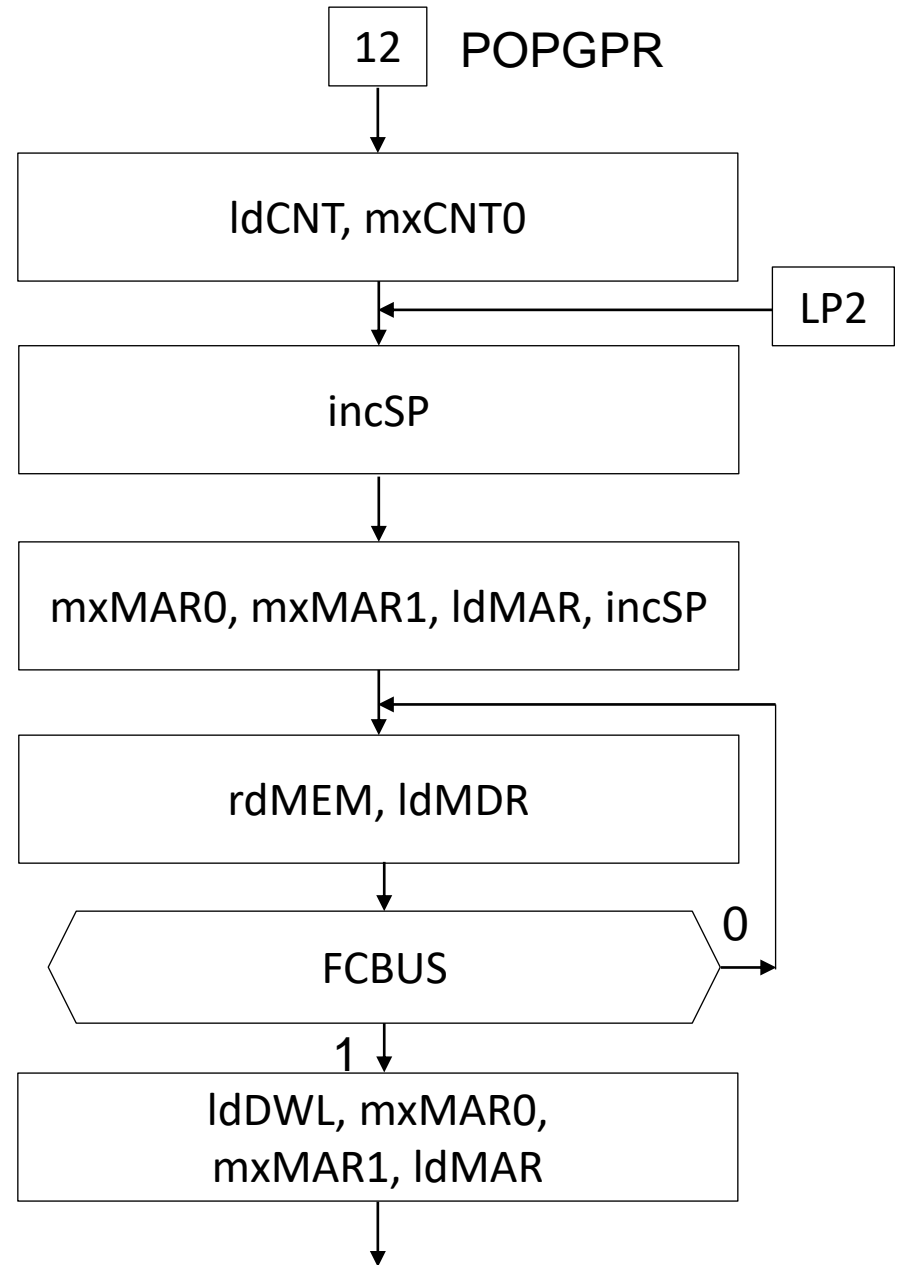 12 POPGPR
ldCNT, mxCNT0
LP2
incSP
mxMAR0, mxMAR1, ldMAR, incSP
rdMEM, ldMDR
0
FCBUS
1
ldDWL, mxMAR0,
mxMAR1, ldMAR